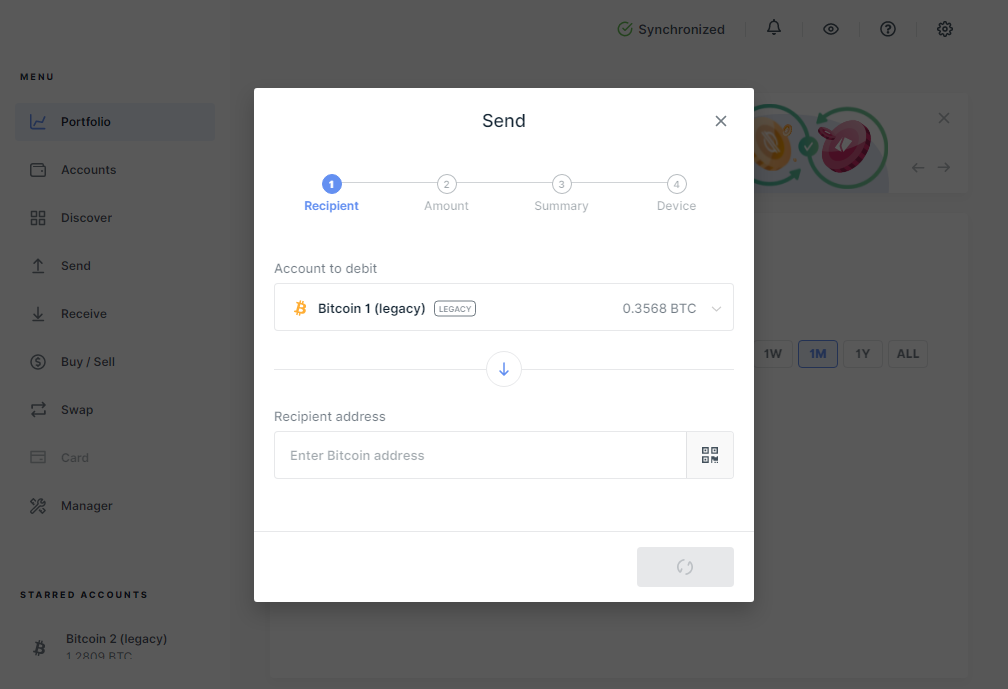 Synchronized
MENU
Portfolio
Accounts
Discover
Send
Receive
Buy / Sell
Swap
Card
Manager
STARRED ACCOUNTS
Bitcoin 2 (legacy)
1.2809 BTC
Send
1 2 3 4
Recipient Amount Summary Device
Account to debit
Bitcoin 1 (legacy) LEGACY 0.3568 BTC
Recipient address
Enter Bitcoin address
1W 1M 1Y ALL